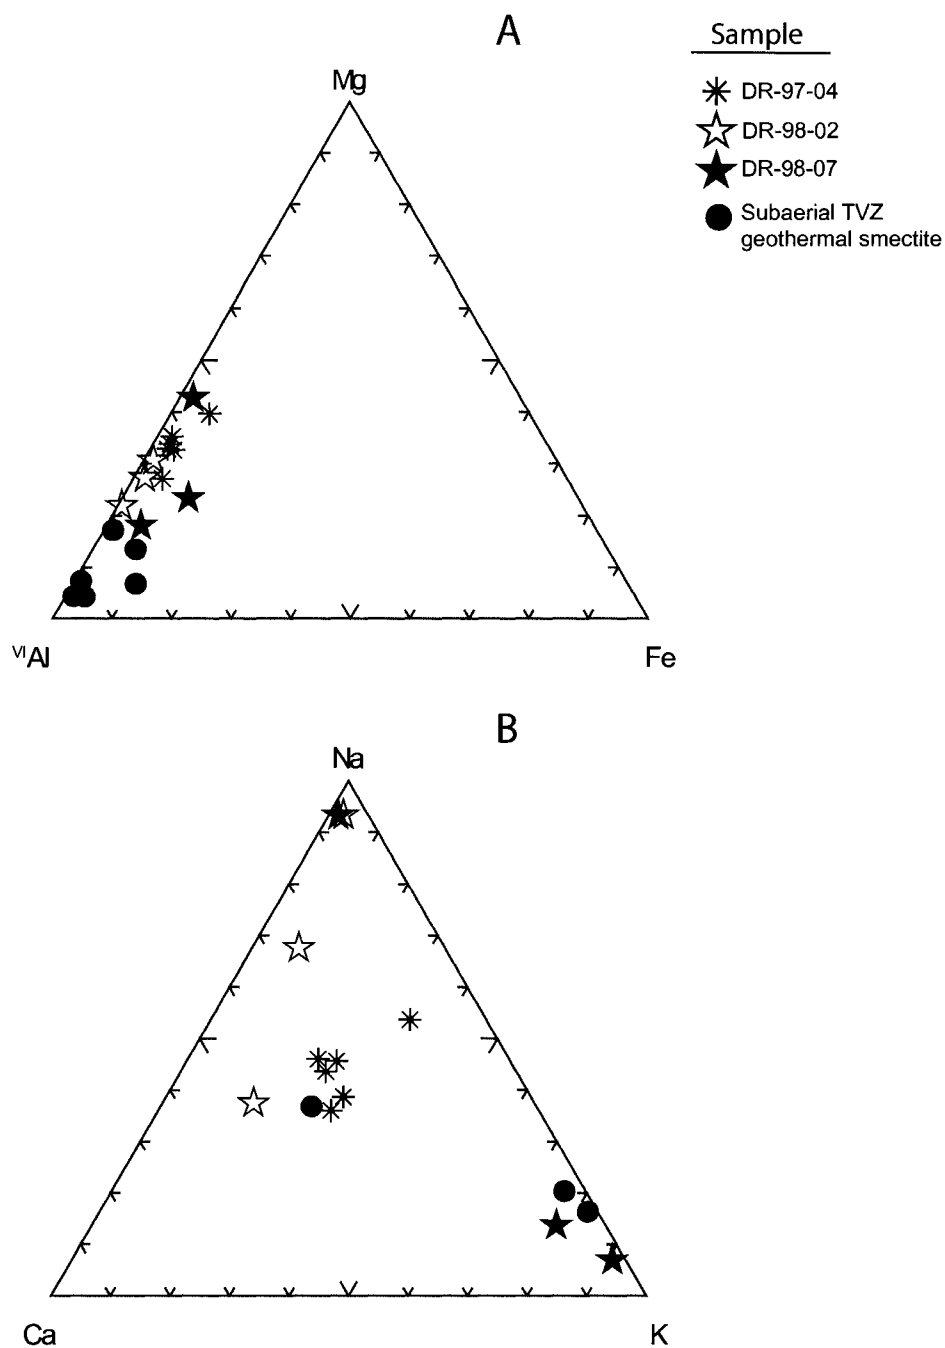 A
Sample
DR-97-04
DR-98-02
DR-98-07
Subaerial TVZ
geothermal smectite
Mg
VIAl
Fe
B
Na
Ca
K